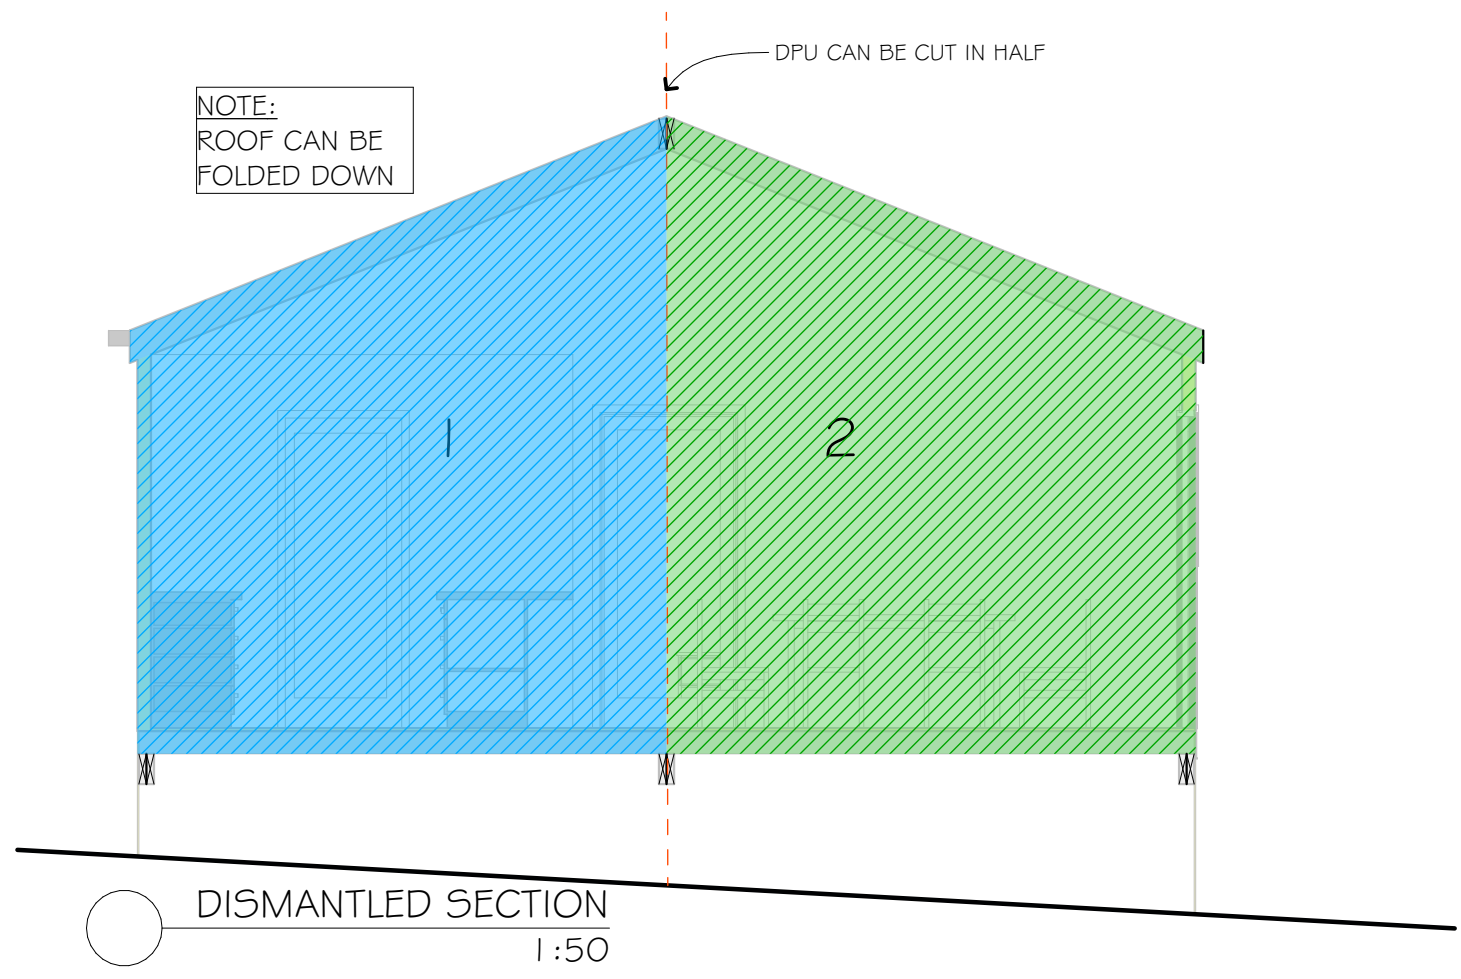 DPU CAN BE CUT IN HALF
NOTE:
ROOF CAN BE
FOLDED DOWN
1
2
DISMANTLED SECTION
1:50